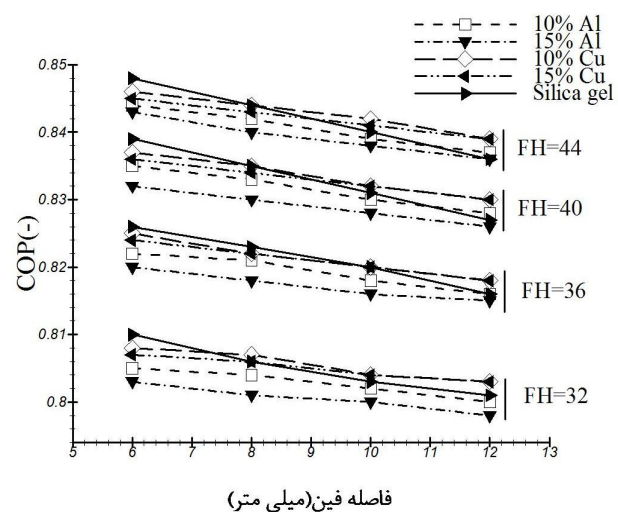 10% Al
15% Al
10% Cu
15% Cu
Silica gel
0.85
0.84
0.83
0.82
0.81
0.8
COP(-)
FH=44
FH=40
FH=36
FH=32
5 6 7 8 9 10 11 12 13
فاصله فین(میلی متر)